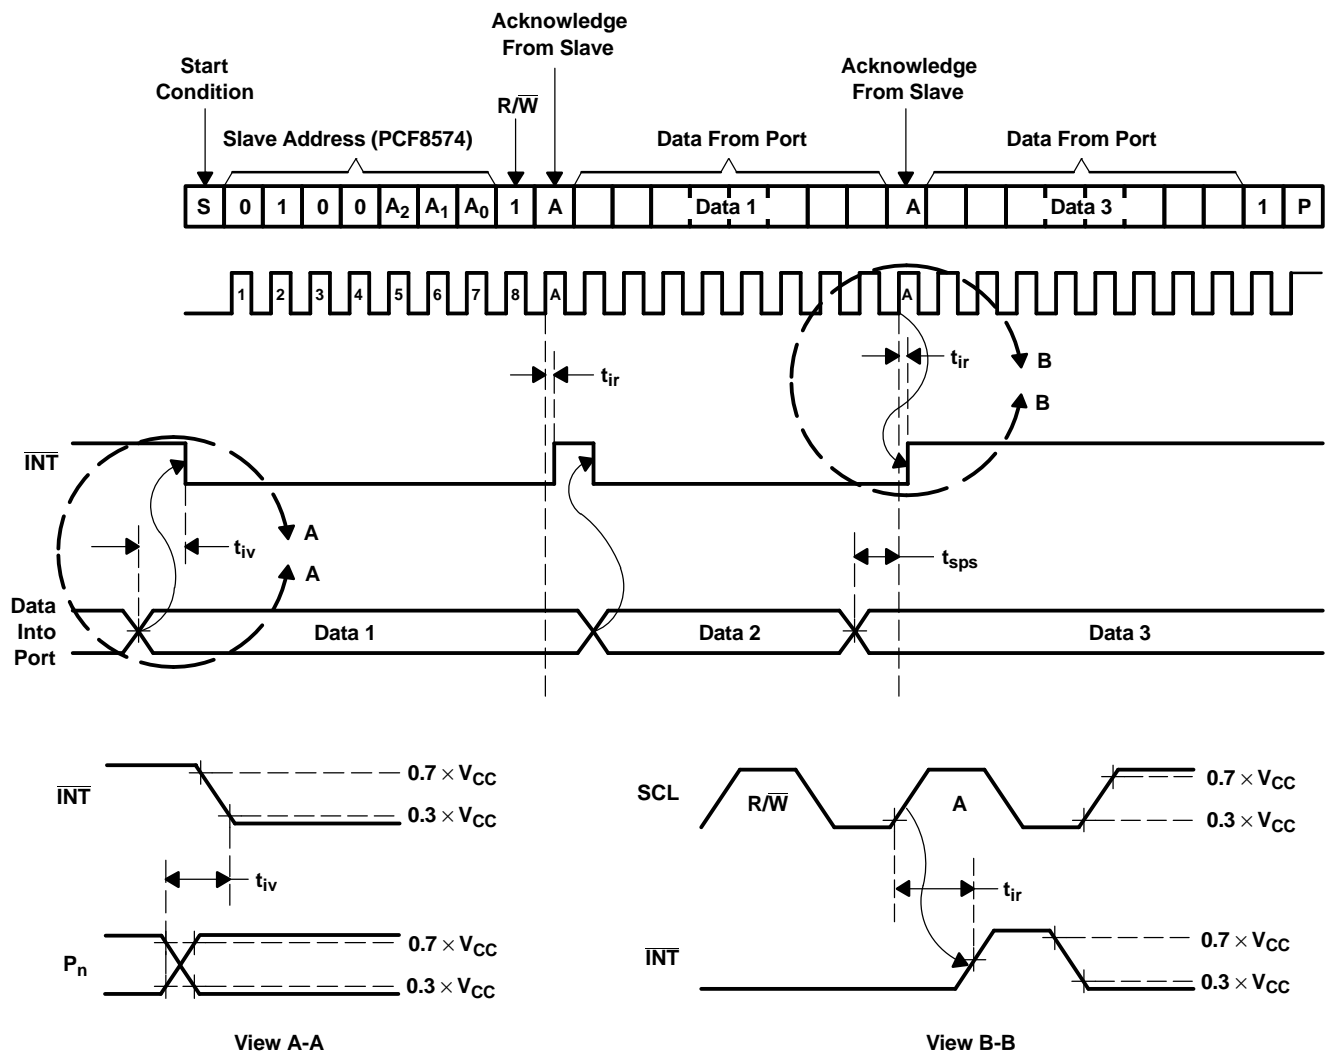 Acknowledge
From Slave
Start
Condition
Acknowledge
From Slave
R/W̅
Slave Address (PCF8574)
Data From Port
Data From Port
S 0 1 0 0 A2 A1 A0 1 A Data 1 A Data 3 1 P
1 2 3 4 5 6 7 8 A A
tir
tir
B
B
I̅N̅T̅
A
tiv
A
tsps
Data
Into
Port
Data 1
Data 2
Data 3
I̅N̅T̅
0.7 × VCC
0.3 × VCC
tiv
Pn
0.7 × VCC
0.3 × VCC
View A-A
SCL
R/W̅
A
0.7 × VCC
0.3 × VCC
tir
I̅N̅T̅
0.7 × VCC
0.3 × VCC
View B-B